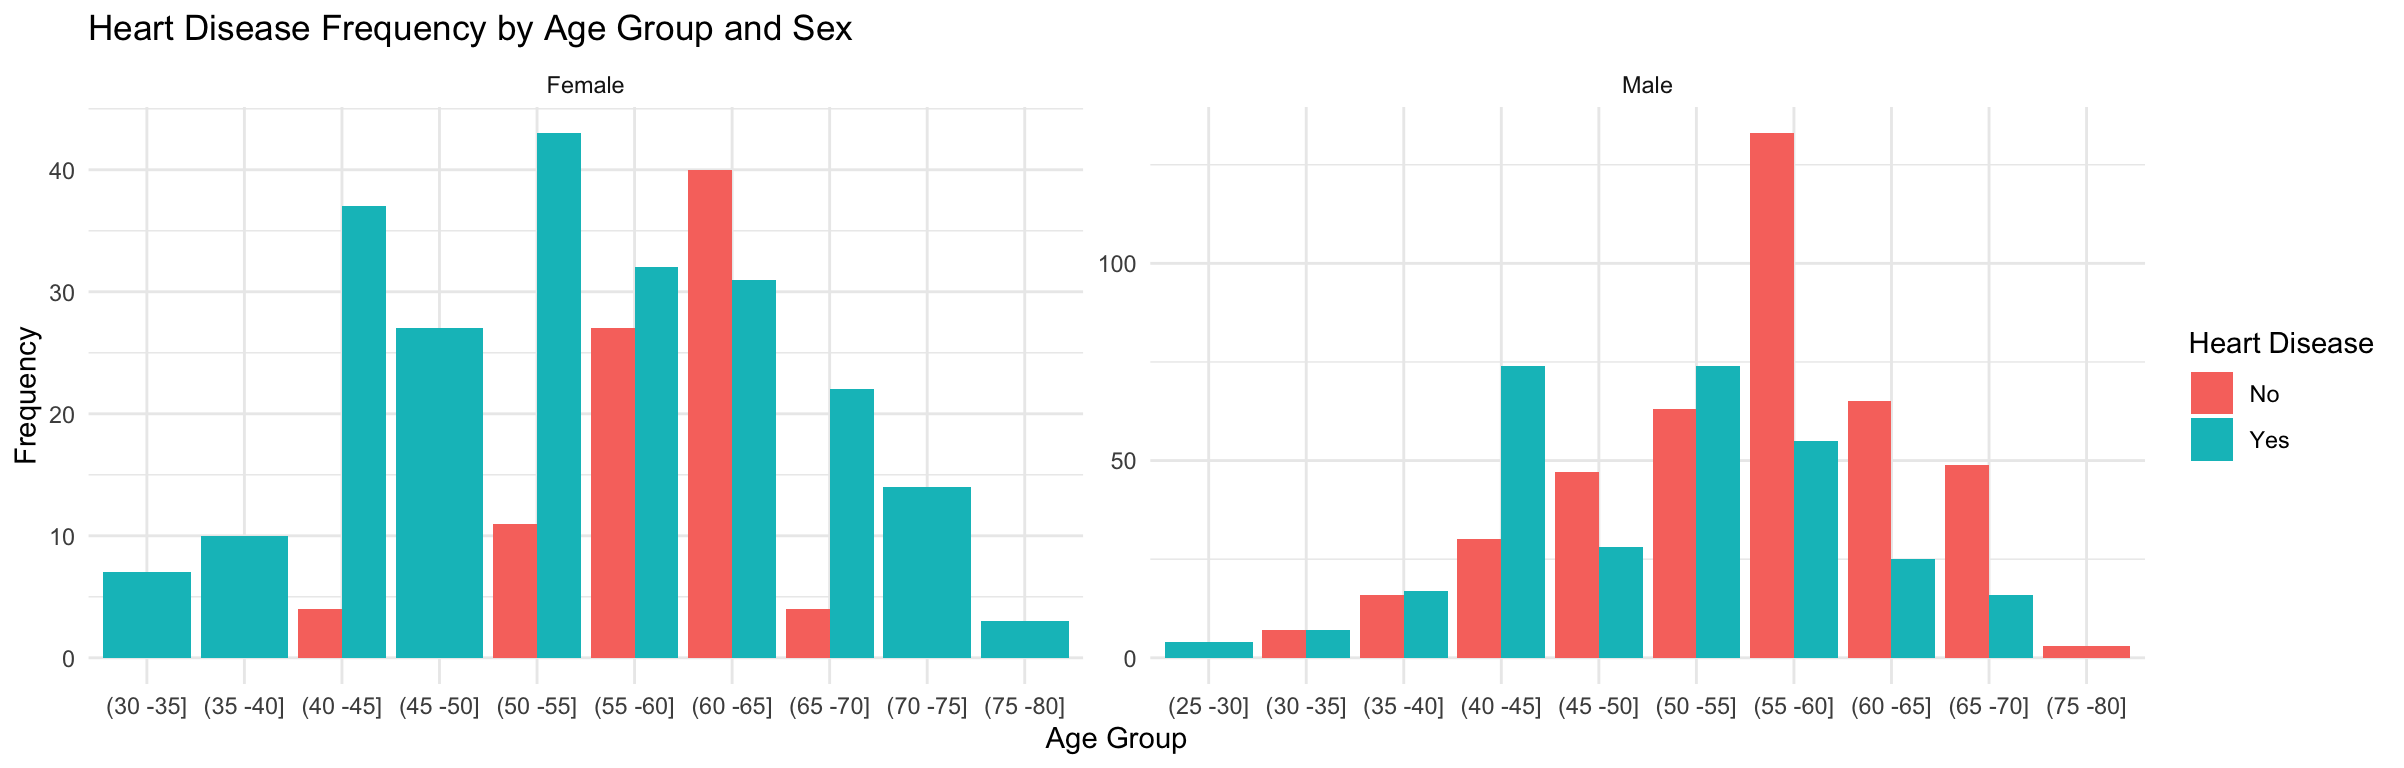 Heart Disease Frequency by Age Group and Sex
Female
Male
Frequency
40
30
20
10
0
100
50
0
(30 -35] (35 -40] (40 -45] (45 -50] (50 -55] (55 -60] (60 -65] (65 -70] (70 -75] (75 -80]
(25 -30] (30 -35] (35 -40] (40 -45] (45 -50] (50 -55] (55 -60] (60 -65] (65 -70] (75 -80]
Age Group
Heart Disease
No
Yes